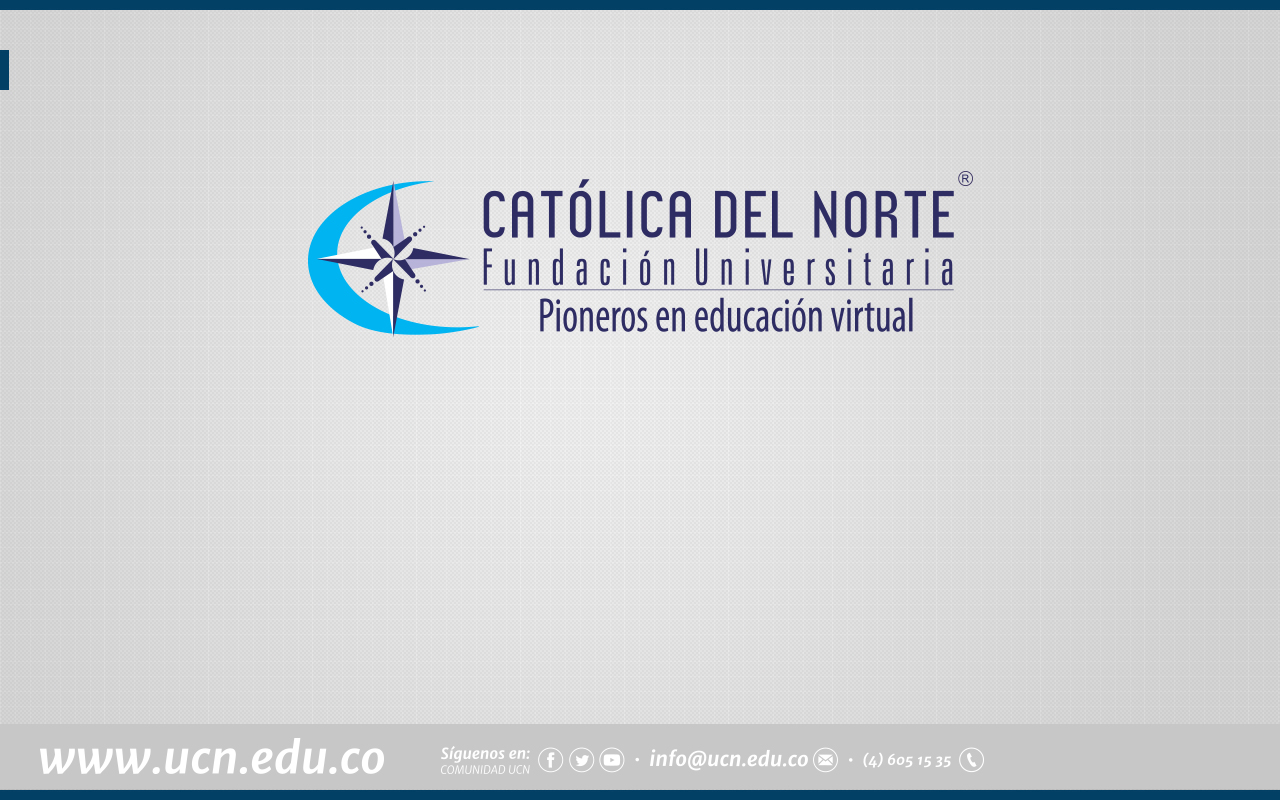 CATÓLICA DEL NORTE ®
Fundación Universitaria
Pioneros en educación virtual
www.ucn.edu.co
Síguenos en:
COMUNIDAD UCN
· info@ucn.edu.co · (4) 605 15 35